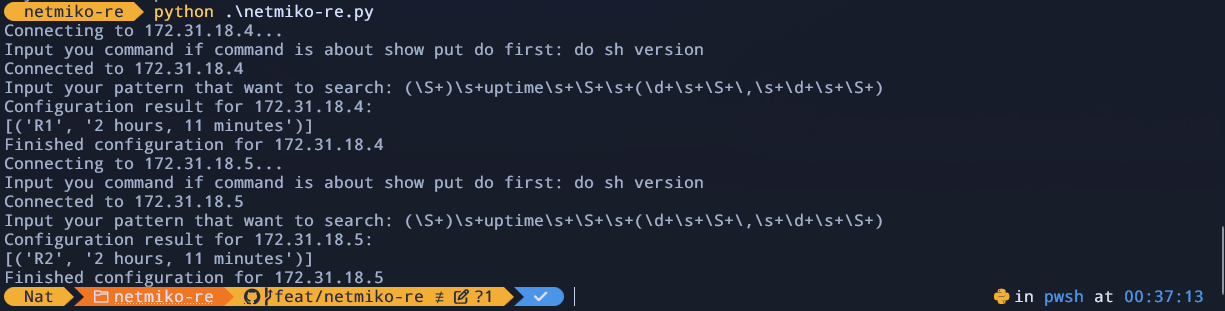 netmiko-re python .\netmiko-re.py
Connecting to 172.31.18.4...
Input you command if command is about show put do first: do sh version
Connected to 172.31.18.4
Input your pattern that want to search: (\S+)\s+uptime\s+\S+\s+(\d+\s+\S+\,\s+\d+\s+\S+)
Configuration result for 172.31.18.4:
[('R1', '2 hours, 11 minutes')]
Finished configuration for 172.31.18.4
Connecting to 172.31.18.5...
Input you command if command is about show put do first: do sh version
Connected to 172.31.18.5
Input your pattern that want to search: (\S+)\s+uptime\s+\S+\s+(\d+\s+\S+\,\s+\d+\s+\S+)
Configuration result for 172.31.18.5:
[('R2', '2 hours, 11 minutes')]
Finished configuration for 172.31.18.5
Nat netmiko-re feat/netmiko-re ≢ ?1 in pwsh at 00:37:13